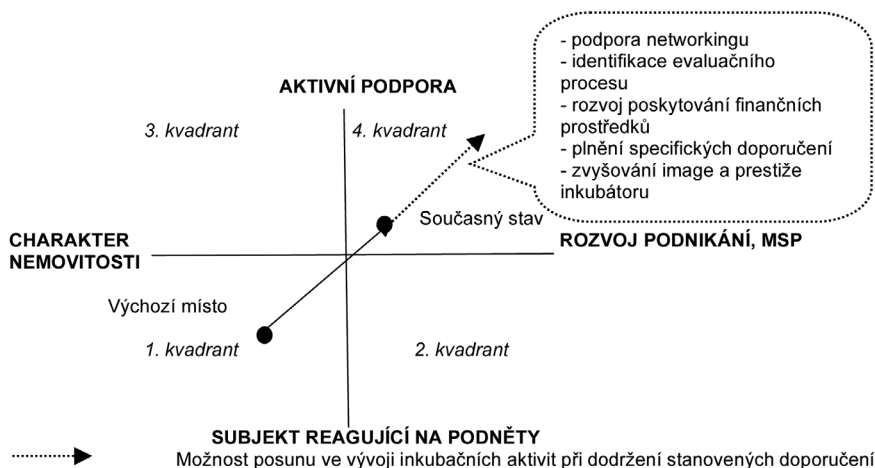 - podpora networkingu
- identifikace evaluačního
procesu
- rozvoj poskytování finančních
prostředků
- plnění specifických doporučení
- zvyšování image a prestiže
inkubátoru
AKTIVNÍ PODPORA
3. kvadrant
4. kvadrant
Současný stav
CHARAKTER
NEMOVITOSTI
ROZVOJ PODNIKÁNÍ, MSP
Výchozí místo
1. kvadrant
2. kvadrant
SUBJEKT REAGUJÍCÍ NA PODNĚTY
Možnost posunu ve vývoji inkubačních aktivit při dodržení stanovených doporučení